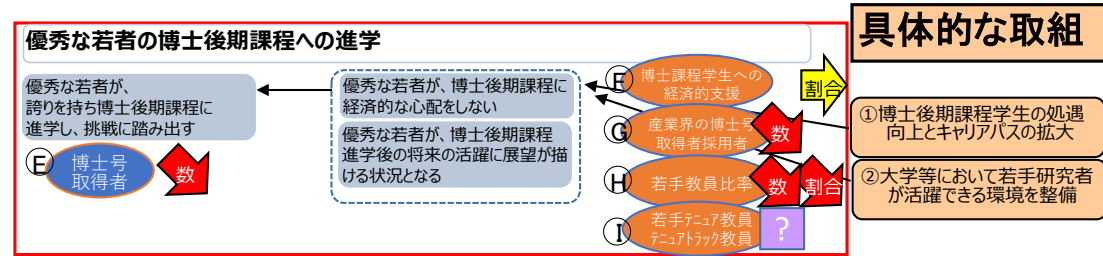 具体的な取組
優秀な若者の博士後期課程への進学
優秀な若者が、
誇りを持ち博士後期課程に
進学し、挑戦に踏み出す
E
博士号
取得者
数
優秀な若者が、博士後期課程に
経済的な心配をしない
優秀な若者が、博士後期課程
進学後の将来の活躍に展望が描
ける状況となる
F
博士課程学生への
経済的支援
割合
G
産業界の博士号
取得者採用者
数
H
若手教員比率
数
割合
I
若手テニュア教員
テニュアトラック教員
?
①博士後期課程学生の処遇
向上とキャリアパスの拡大
②大学等において若手研究者
が活躍できる環境を整備